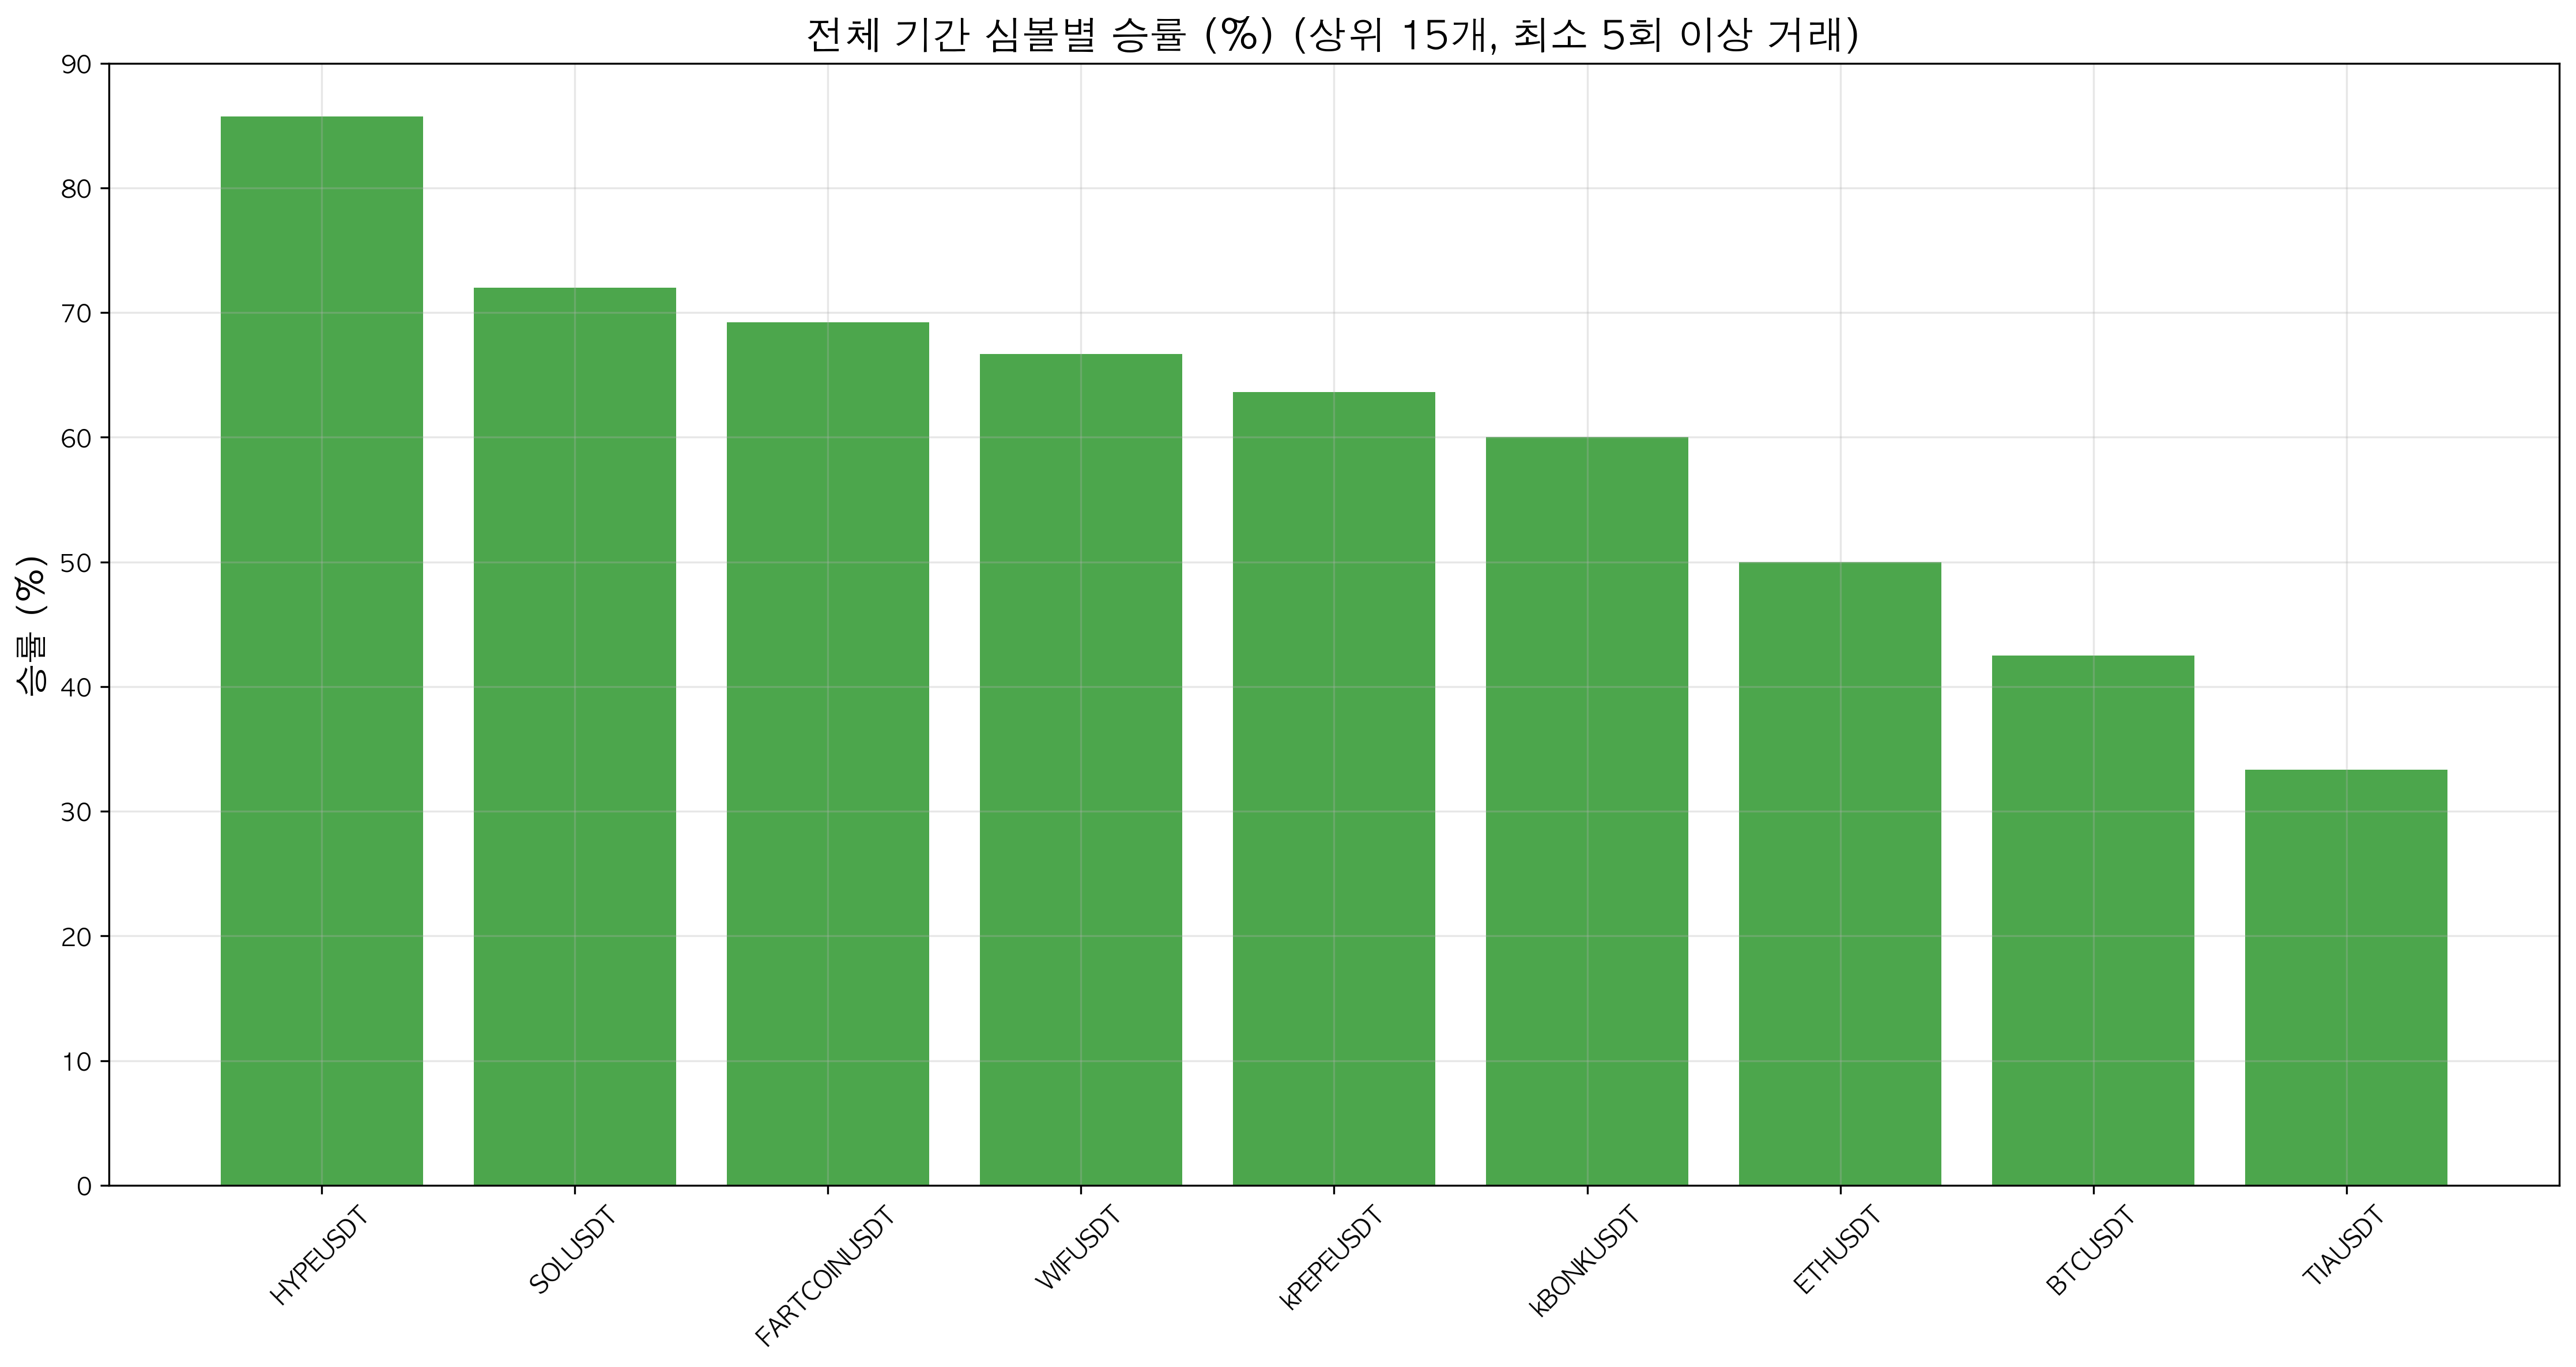 전체 기간 심볼별 승률 (%) (상위 15개, 최소 5회 이상 거래)
승률 (%)
90
80
70
60
50
40
30
20
10
0
HYPEUSDT
SOLUSDT
FARTCOINUSDT
WIFUSDT
kPEPEUSDT
kBONKUSDT
ETHUSDT
BTCUSDT
TIAUSDT